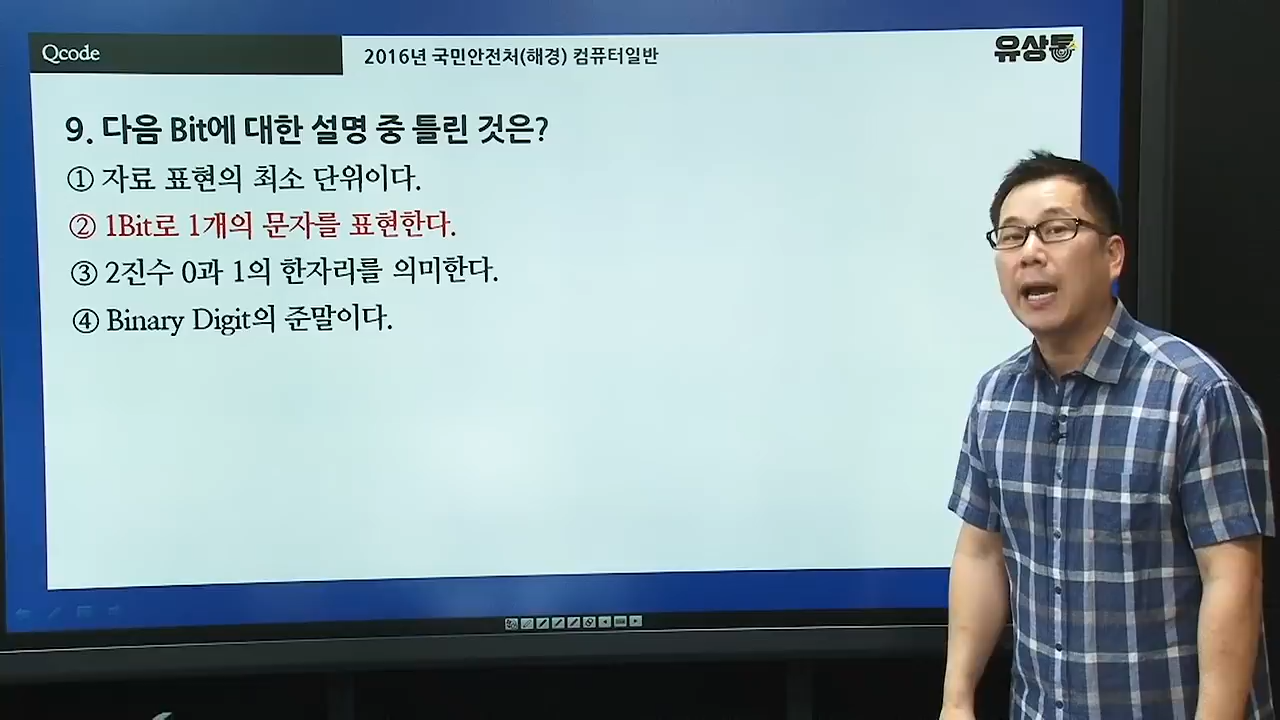 Qcode
2016년 국민안전처(해경) 컴퓨터일반
유상통
9. 다음 Bit에 대한 설명 중 틀린 것은?
① 자료 표현의 최소 단위이다.
② 1Bit로 1개의 문자를 표현한다.
③ 2진수 0과 1의 한자리를 의미한다.
④ Binary Digit의 준말이다.